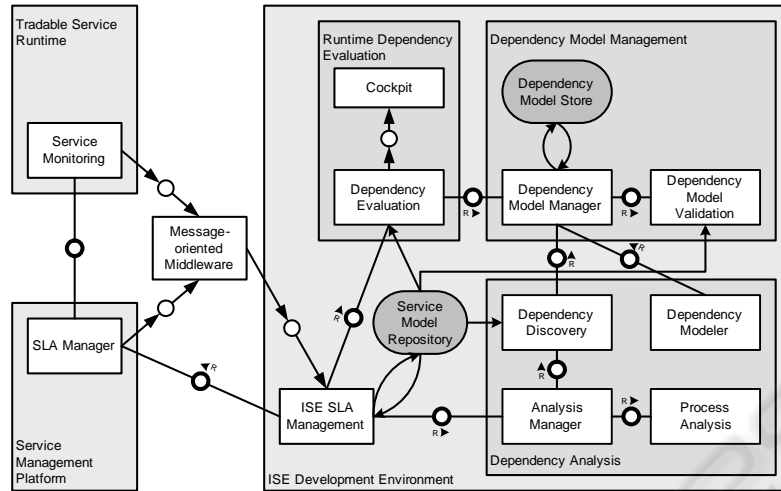 Tradable Service
Runtime
Service
Monitoring
Message-
oriented
Middleware
SLA Manager
Service
Management
Platform
Runtime Dependency
Evaluation
Cockpit
Dependency
Evaluation
R
Dependency Model Management
Dependency
Model Store
Dependency
Model Manager
R
Dependency
Model
Validation
R
R
R
Service
Model
Repository
Dependency
Discovery
Dependency
Modeler
R
R
ISE SLA
Management
R
Analysis
Manager
R
Process
Analysis
Dependency Analysis
ISE Development Environment